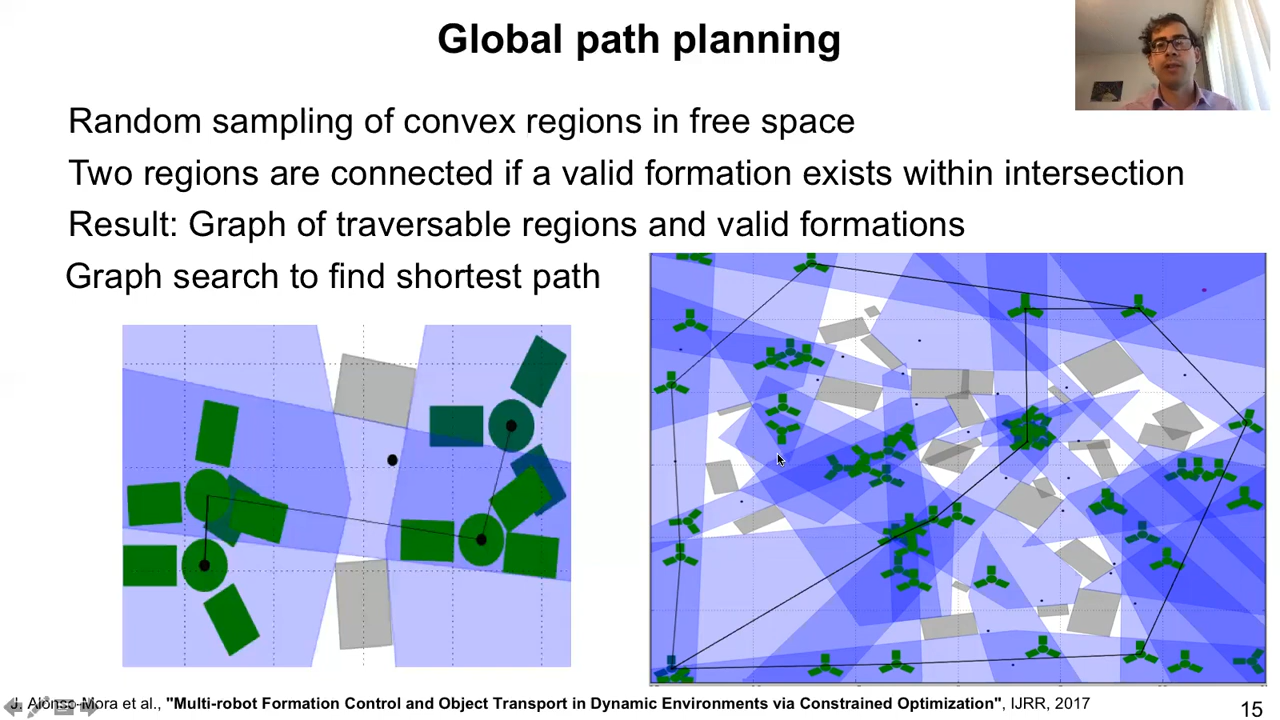 Global path planning
Random sampling of convex regions in free space
Two regions are connected if a valid formation exists within intersection
Result: Graph of traversable regions and valid formations
Graph search to find shortest path
J. Alonso-Mora et al., "Multi-robot Formation Control and Object Transport in Dynamic Environments via Constrained Optimization", IJRR, 2017
15